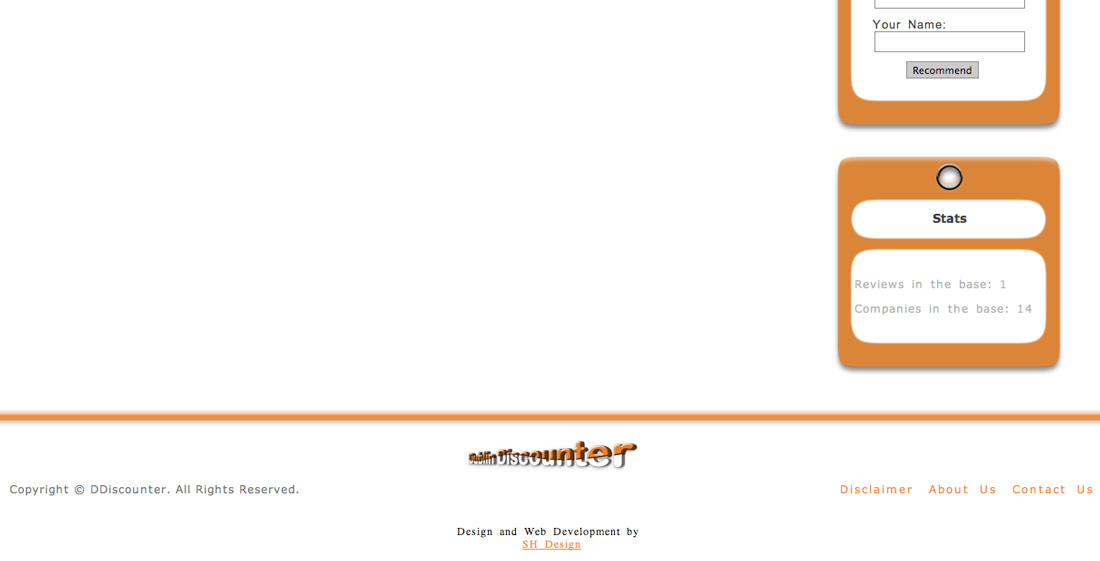 Your Name:
Recommend
Stats
Reviews in the base: 1
Companies in the base: 14
Dublin Discounter
Copyright © DDiscounter. All Rights Reserved.
Disclaimer About Us Contact Us
Design and Web Development by
SH Design